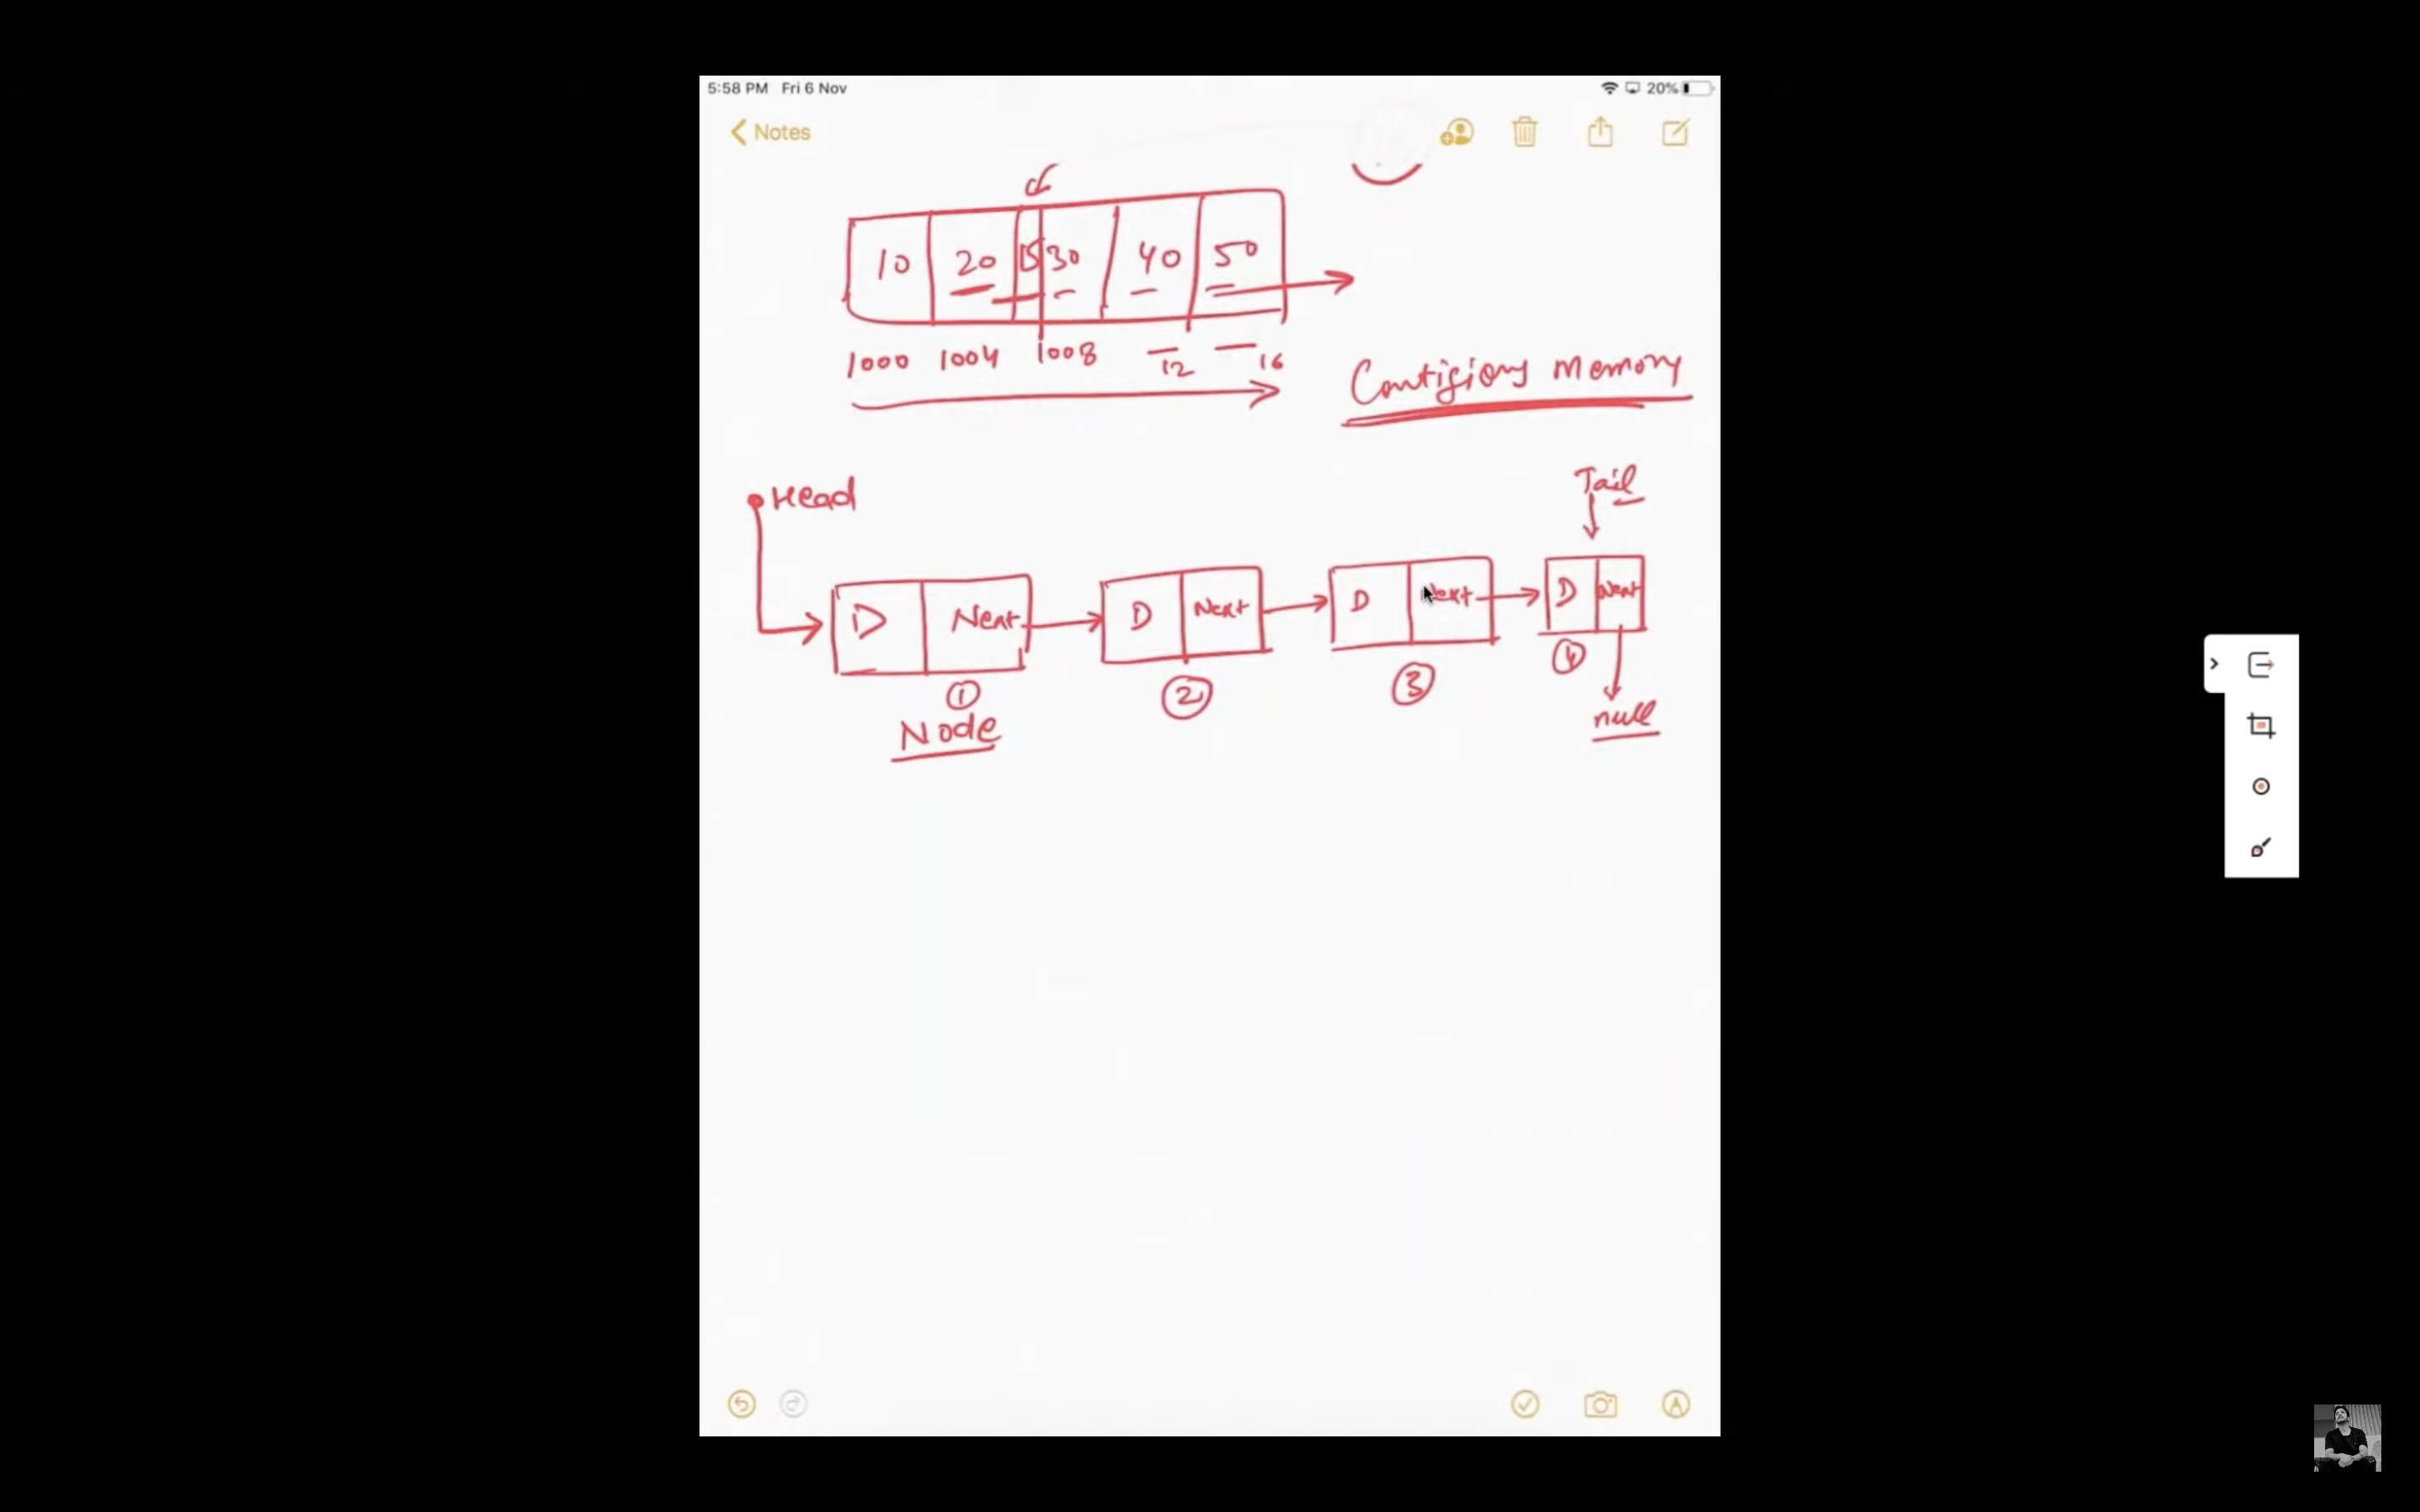 5:58 PM Fri 6 Nov
20%
Notes
10 20 15 30 40 50
1000 1004 1008 12 16
Contigious Memory
Head
Tail
D Next D Next D Next D Next
1 2 3 4
Node
null